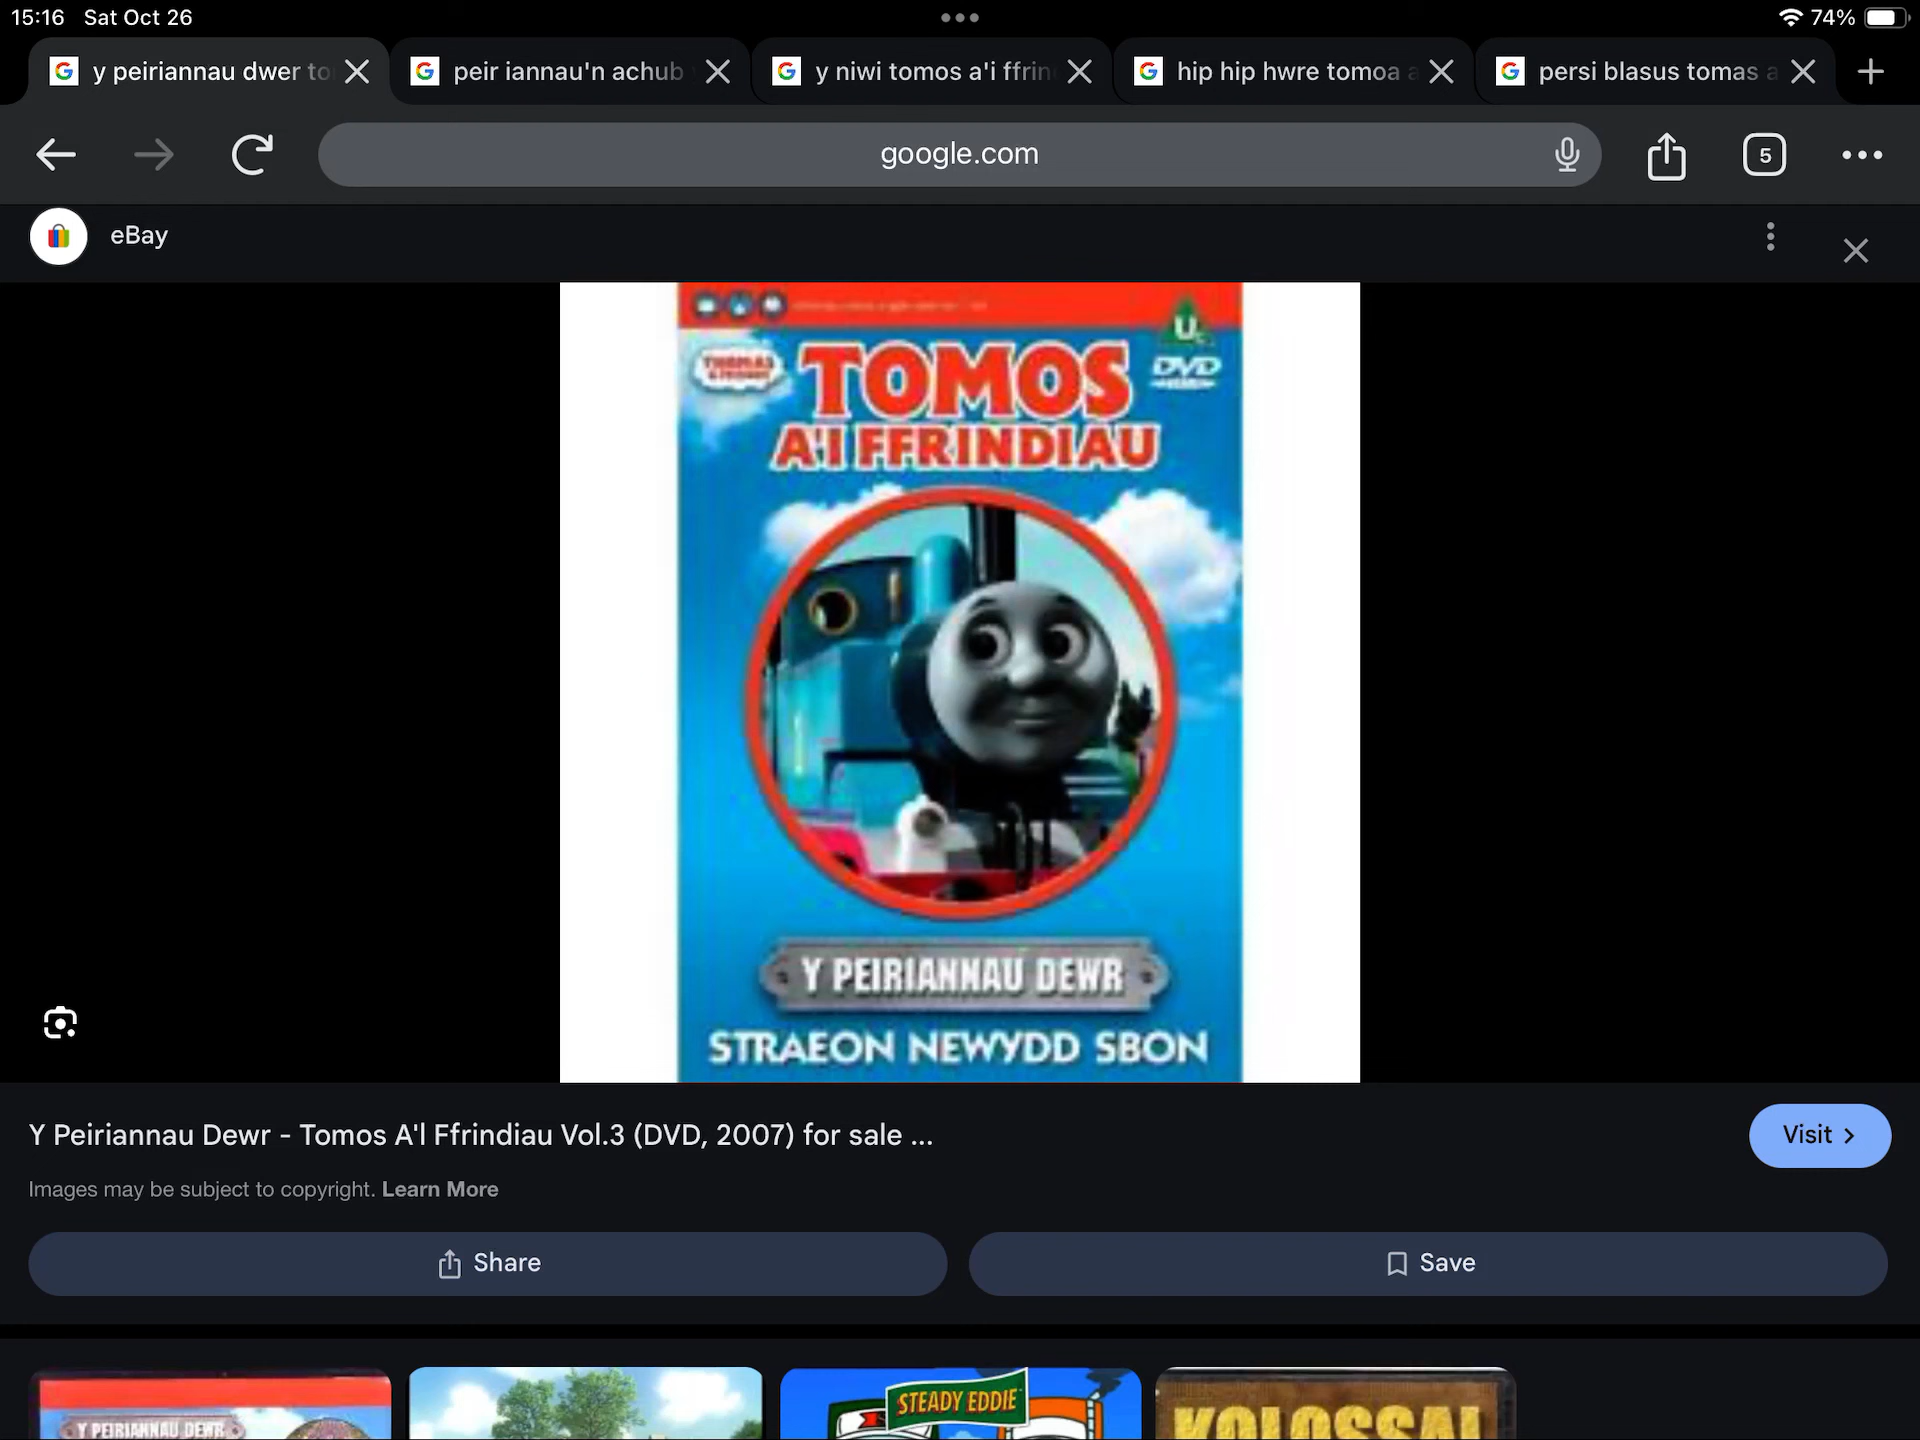 15:16 Sat Oct 26
74%
y peiriannau dwer to
peir iannau'n achub
y niwi tomos a'i ffrin
hip hip hwre tomoa a
persi blasus tomas a
google.com
5
eBay
U
THOMAS
& FRIENDS
TOMOS
DVD
A'I FFRINDIAU
Y PEIRIANNAU DEWR
STRAEON NEWYDD SBON
Y Peiriannau Dewr - Tomos A'l Ffrindiau Vol.3 (DVD, 2007) for sale ...
Visit
Images may be subject to copyright. Learn More
Share
Save
Y PEIRIANNAU DEWR
STEADY EDDIE
KOLOSSAL